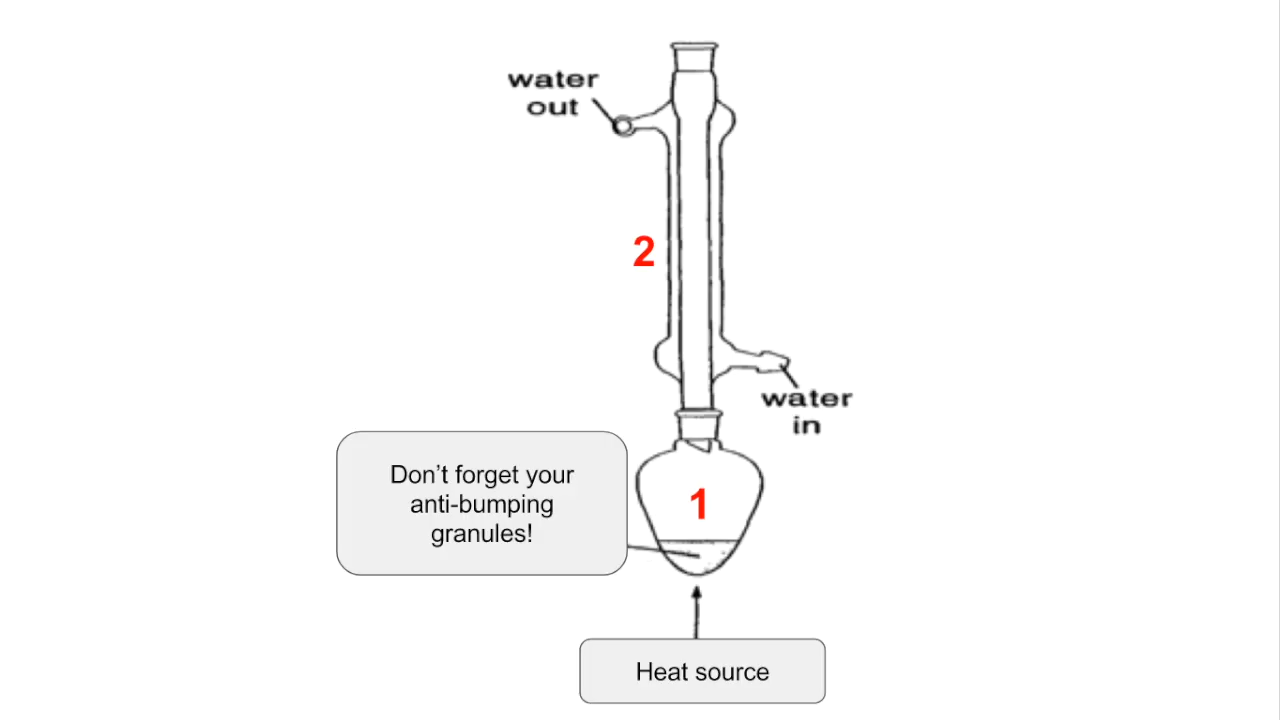 water
out
2
water
in
Don’t forget your
anti-bumping
granules!
1
Heat source